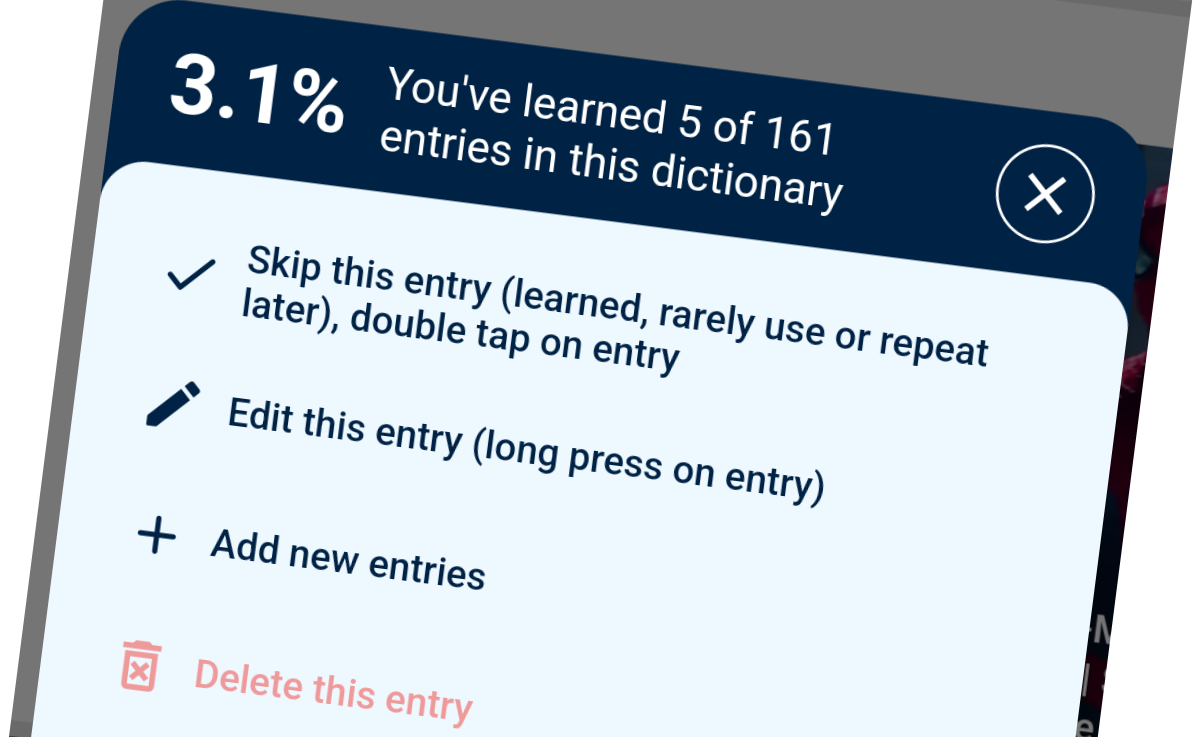 3.1%
You've learned 5 of 161
entries in this dictionary
Skip this entry (learned, rarely use or repeat
later), double tap on entry
Edit this entry (long press on entry)
Add new entries
Delete this entry